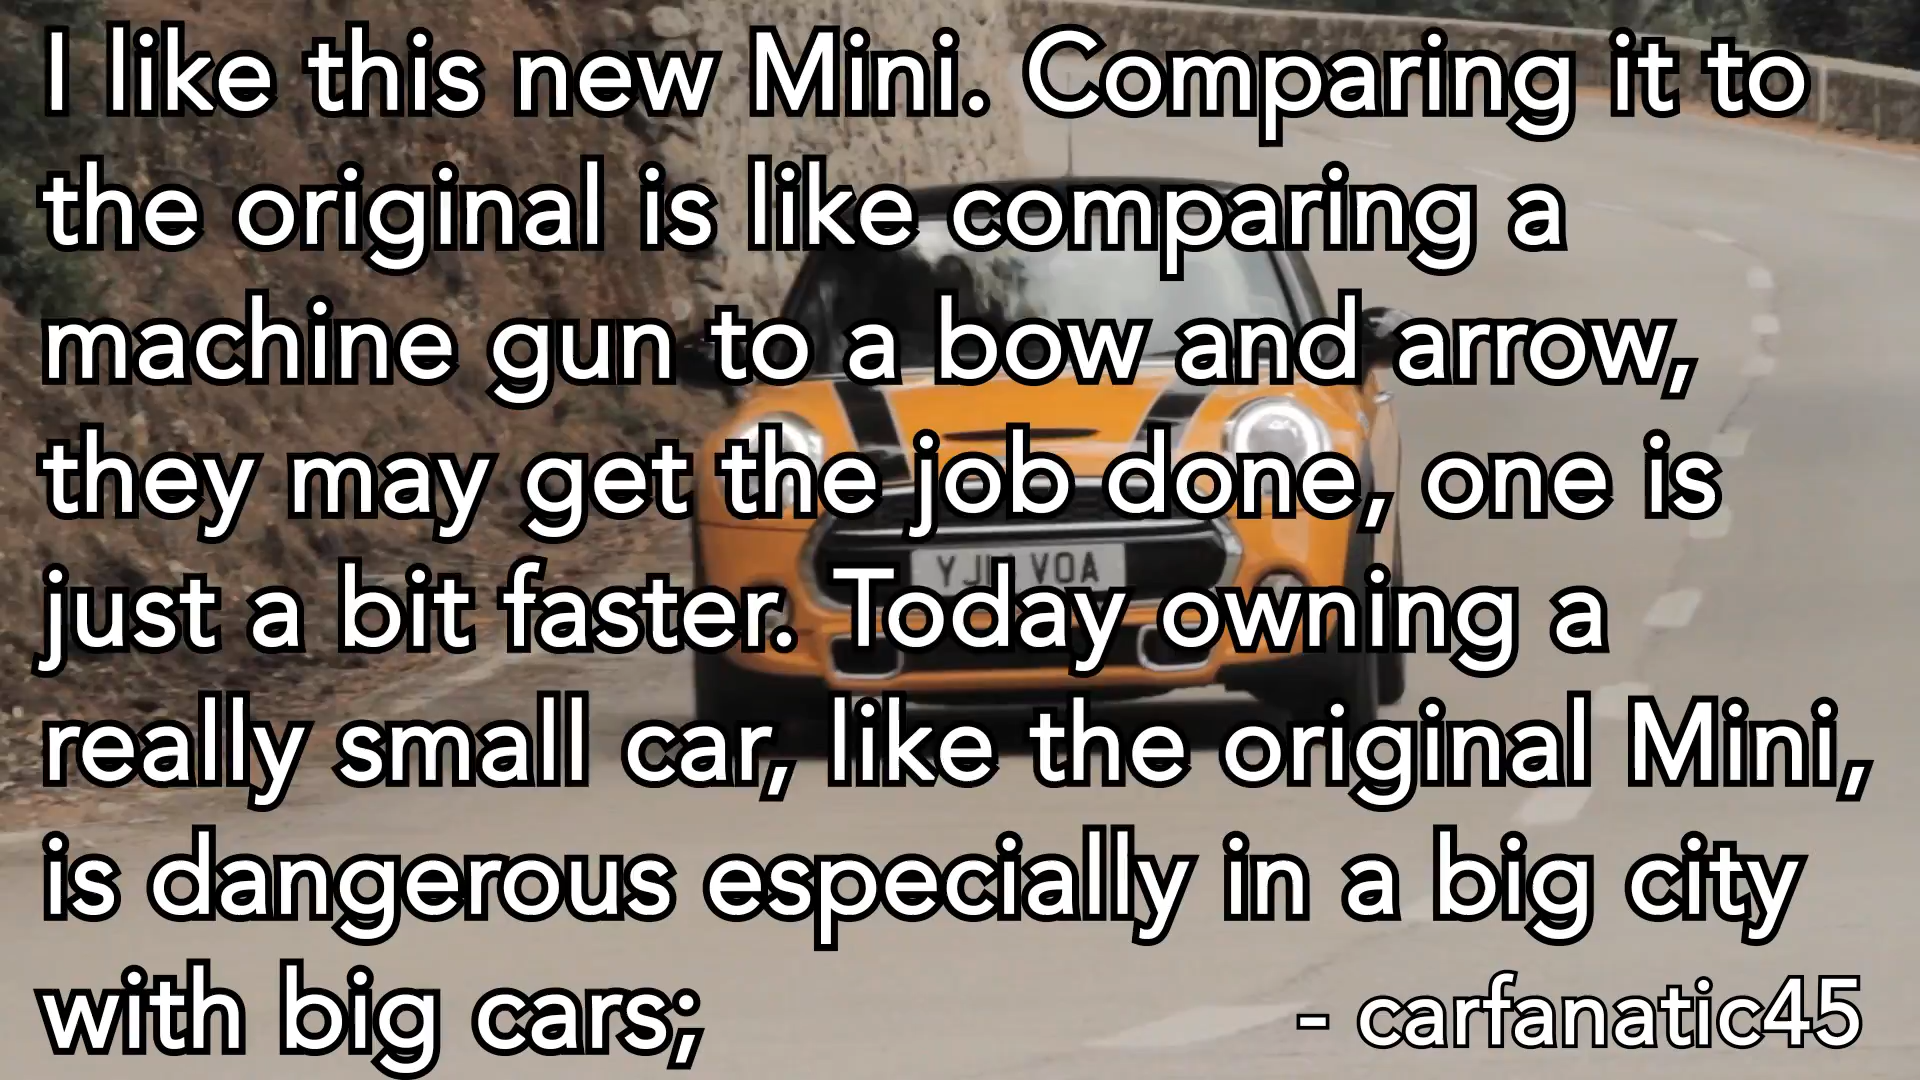 I like this new Mini. Comparing it to
the original is like comparing a
machine gun to a bow and arrow,
they may get the job done, one is
just a bit faster. Today owning a
really small car, like the original Mini,
is dangerous especially in a big city
with big cars;
- carfanatic45
VOA